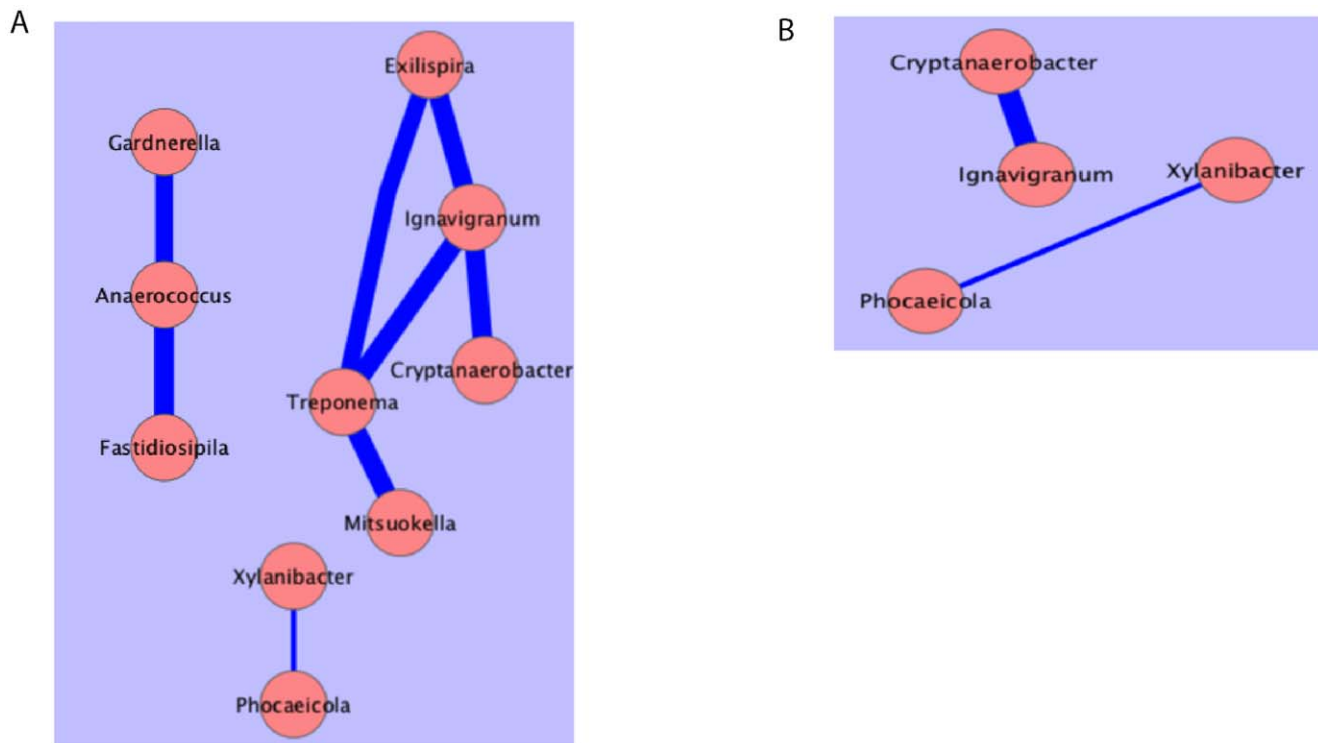 A
Exilispira
Gardnerella
Ignavigranum
Anaerococcus
Cryptanaerobacter
Treponema
Fastidiosipila
Mitsuokella
Xylanibacter
Phocaeicola
B
Cryptanaerobacter
Ignavigranum
Xylanibacter
Phocaeicola